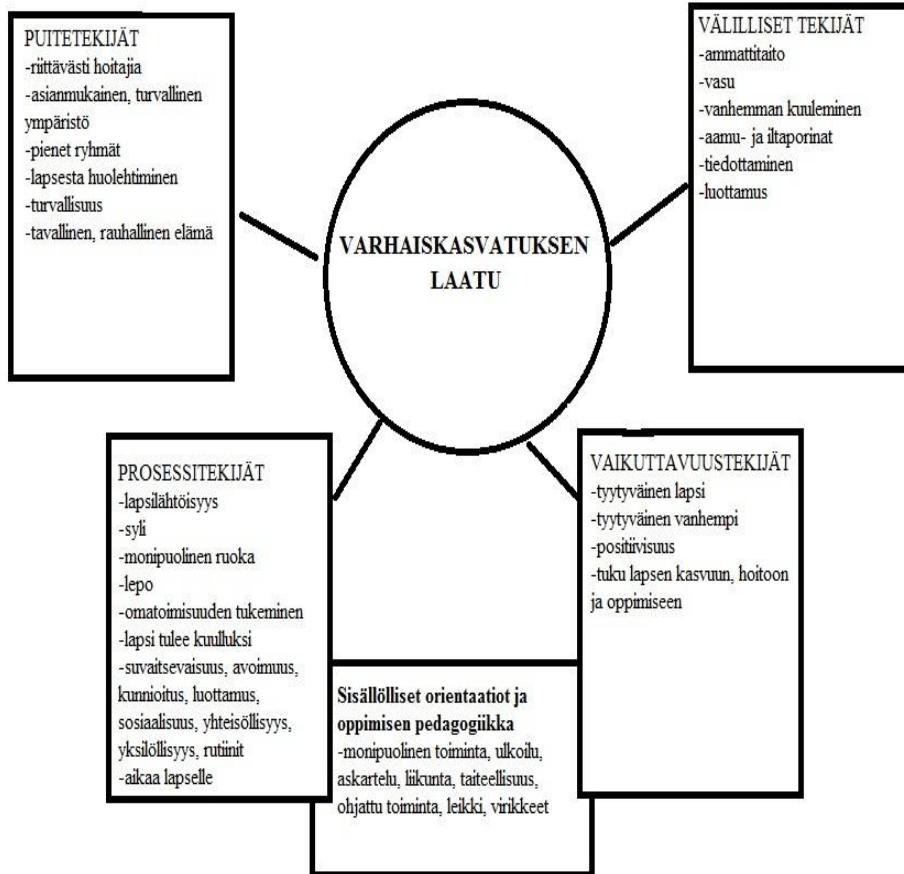 PUITETEKIJÄT
-riittävästi hoitajia
-asianmukainen, turvallinen
ympäristö
-pienet ryhmät
-lapsesta huolehtiminen
-turvallisuus
-tavallinen, rauhallinen elämä
VÄLILLISET TEKIJÄT
-ammattitaito
-vasu
-vanhemman kuuleminen
-aamu- ja iltaporinat
-tiedottaminen
-luottamus
VARHAISKASVATUKSEN
LAATU
PROSESSITEKIJÄT
-lapsilähtöisyys
-syli
-monipuolinen ruoka
-lepo
-omatoimisuuden tukeminen
-lapsi tulee kuulluksi
-suvaitsevaisuus, avoimuus,
kunnioitus, luottamus,
sosiaalisuus, yhteisöllisyys,
yksilöllisyys, rutiinit
-aikaa lapselle
VAIKUTTAVUUSTEKIJÄT
-tyytyväinen lapsi
-tyytyväinen vanhempi
-positiivisuus
-tuku lapsen kasvuun, hoitoon
ja oppimiseen
Sisällölliset orientaatiot ja
oppimisen pedagogiikka
-monipuolinen toiminta, ulkoilu,
askartelu, liikunta, taiteellisuus,
ohjattu toiminta, leikki, virikkeet